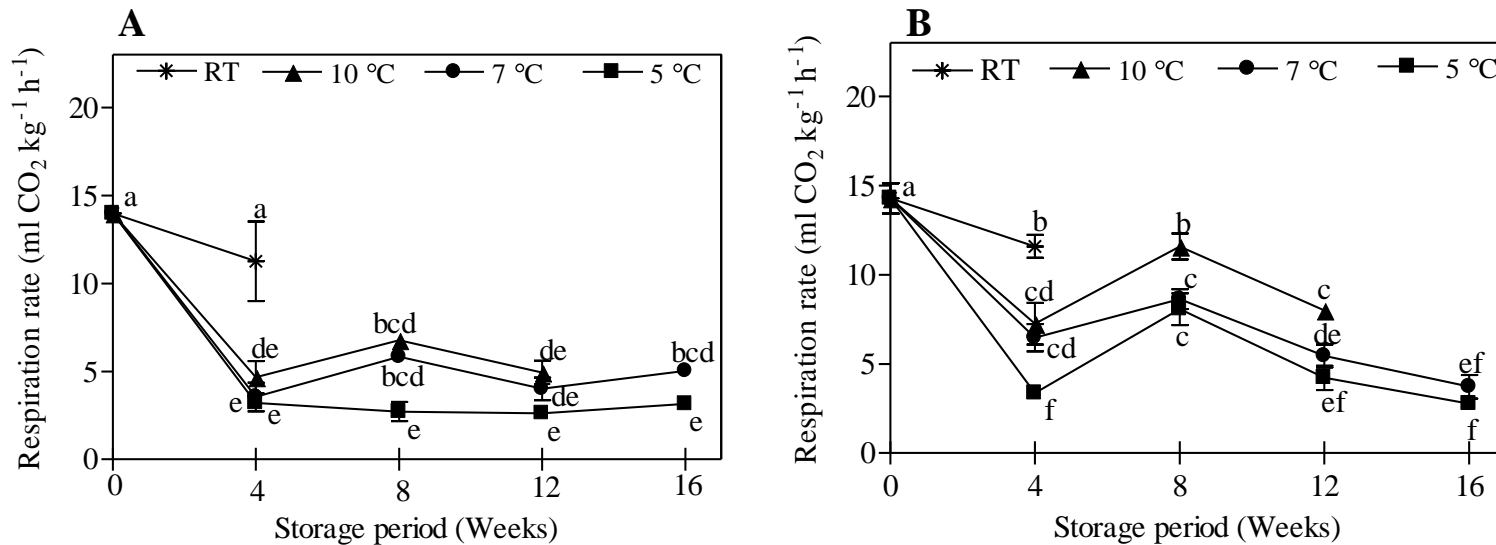 A
Respiration rate (ml CO₂ kg⁻¹ h⁻¹)
RT 10 °C 7 °C 5 °C
20
15
10
5
0
a
a
de
bcd
de
bcd
bcd
de
e
e
e
e
e
0 4 8 12 16
Storage period (Weeks)
B
Respiration rate (ml CO₂ kg⁻¹ h⁻¹)
RT 10 °C 7 °C 5 °C
20
15
10
5
0
a
b
b
cd
c
c
cd
c
de
ef
f
ef
f
0 4 8 12 16
Storage period (Weeks)